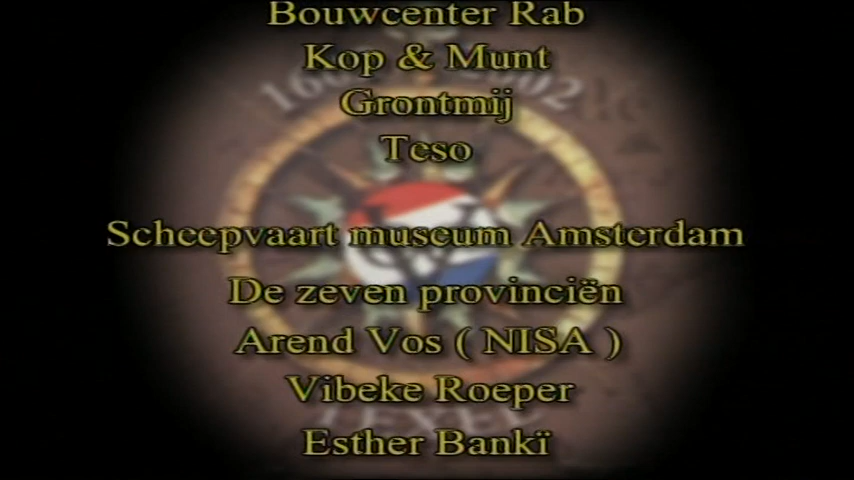 Bouwcenter Rab
Kop & Munt
Grontmij
Teso
Scheepvaart museum Amsterdam
De zeven provinciën
Arend Vos ( NISA )
Vibeke Roeper
Esther Bankï
TEXEL